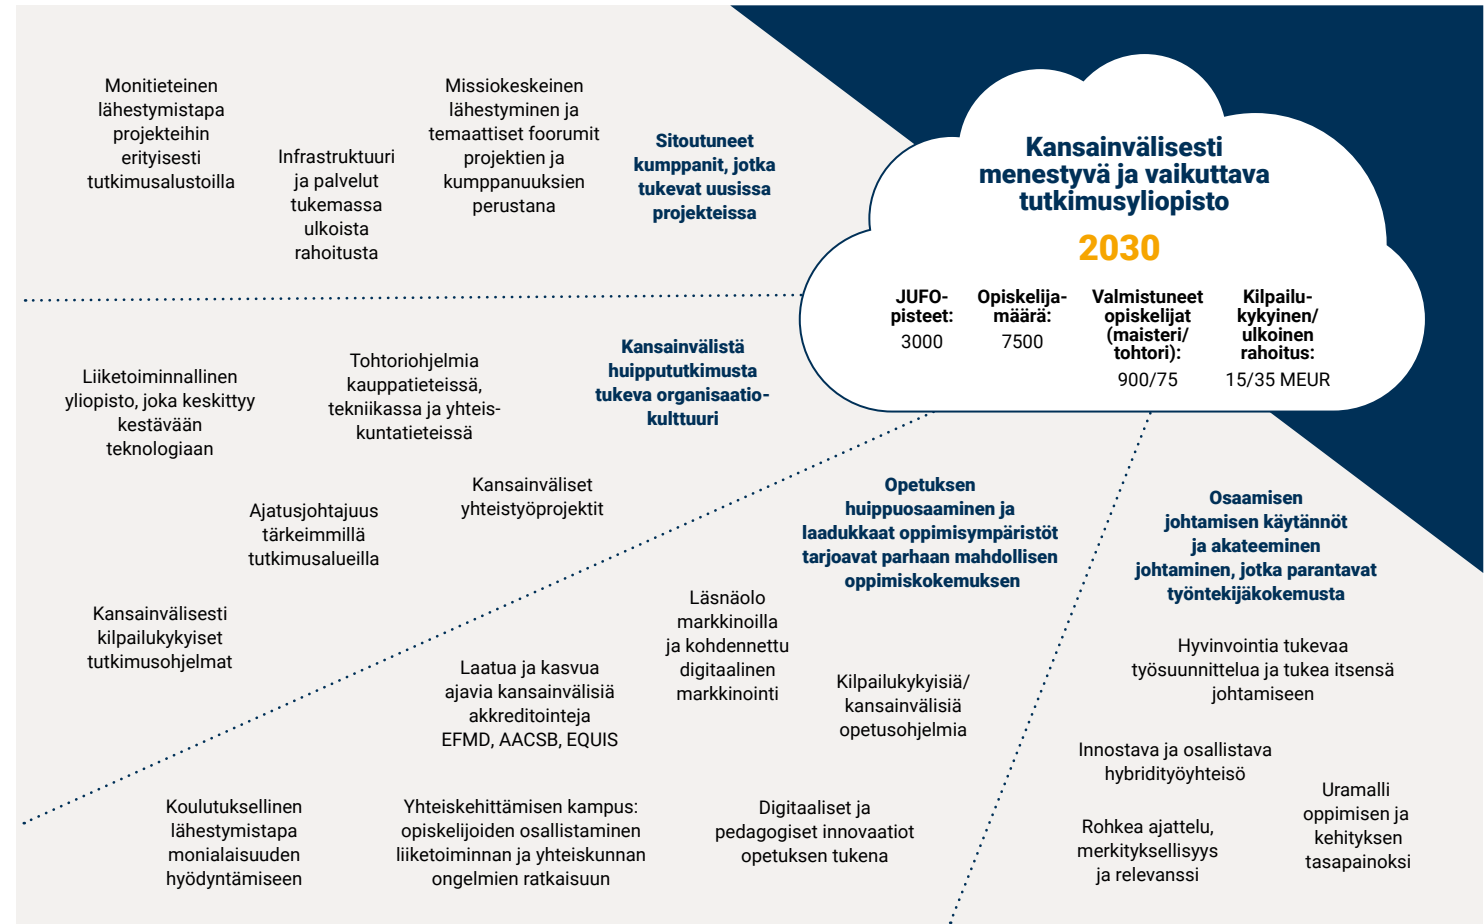 Monitieteinen
lähestymistapa
projekteihin
erityisesti
tutkimusalustoilla
Infrastruktuuri
ja palvelut
tukemassa
ulkoista
rahoitusta
Missiokeskeinen
lähestyminen ja
temaattiset foorumit
projektien ja
kumppanuuksien
perustana
Sitoutuneet
kumppanit, jotka
tukevat uusissa
projekteissa
Kansainvälisesti
menestyvä ja vaikuttava
tutkimusyliopisto
2030
JUFO-
pisteet:
3000
Opiskelija-
määrä:
7500
Valmistuneet
opiskelijat
(maisteri/
tohtori):
900/75
Kilpailu-
kykyinen/
ulkoinen
rahoitus:
15/35 MEUR
Liiketoiminnallinen
yliopisto, joka keskittyy
kestävään
teknologiaan
Tohtoriohjelmia
kauppatieteissä,
tekniikassa ja yhteis-
kuntatieteissä
Kansainvälistä
huippututkimusta
tukeva organisaatio-
kulttuuri
Ajatusjohtajuus
tärkeimmillä
tutkimusalueilla
Kansainväliset
yhteistyöprojektit
Kansainvälisesti
kilpailukykyiset
tutkimusohjelmat
Opetuksen
huippuosaaminen ja
laadukkaat oppimisympäristöt
tarjoavat parhaan mahdollisen
oppimiskokemuksen
Läsnäolo
markkinoilla
ja kohdennettu
digitaalinen
markkinointi
Laatua ja kasvua
ajavia kansainvälisiä
akkreditointeja
EFMD, AACSB, EQUIS
Kilpailukykyisiä/
kansainvälisiä
opetusohjelmia
Koulutuksellinen
lähestymistapa
monialaisuuden
hyödyntämiseen
Yhteiskehittämisen kampus:
opiskelijoiden osallistaminen
liiketoiminnan ja yhteiskunnan
ongelmien ratkaisuun
Digitaaliset ja
pedagogiset innovaatiot
opetuksen tukena
Osaamisen
johtamisen käytännöt
ja akateeminen
johtaminen, jotka parantavat
työntekijäkokemusta
Hyvinvointia tukevaa
työsuunnittelua ja tukea itsensä
johtamiseen
Innostava ja osallistava
hybridityöyhteisö
Rohkea ajattelu,
merkityksellisyys
ja relevanssi
Uramalli
oppimisen ja
kehityksen
tasapainoksi